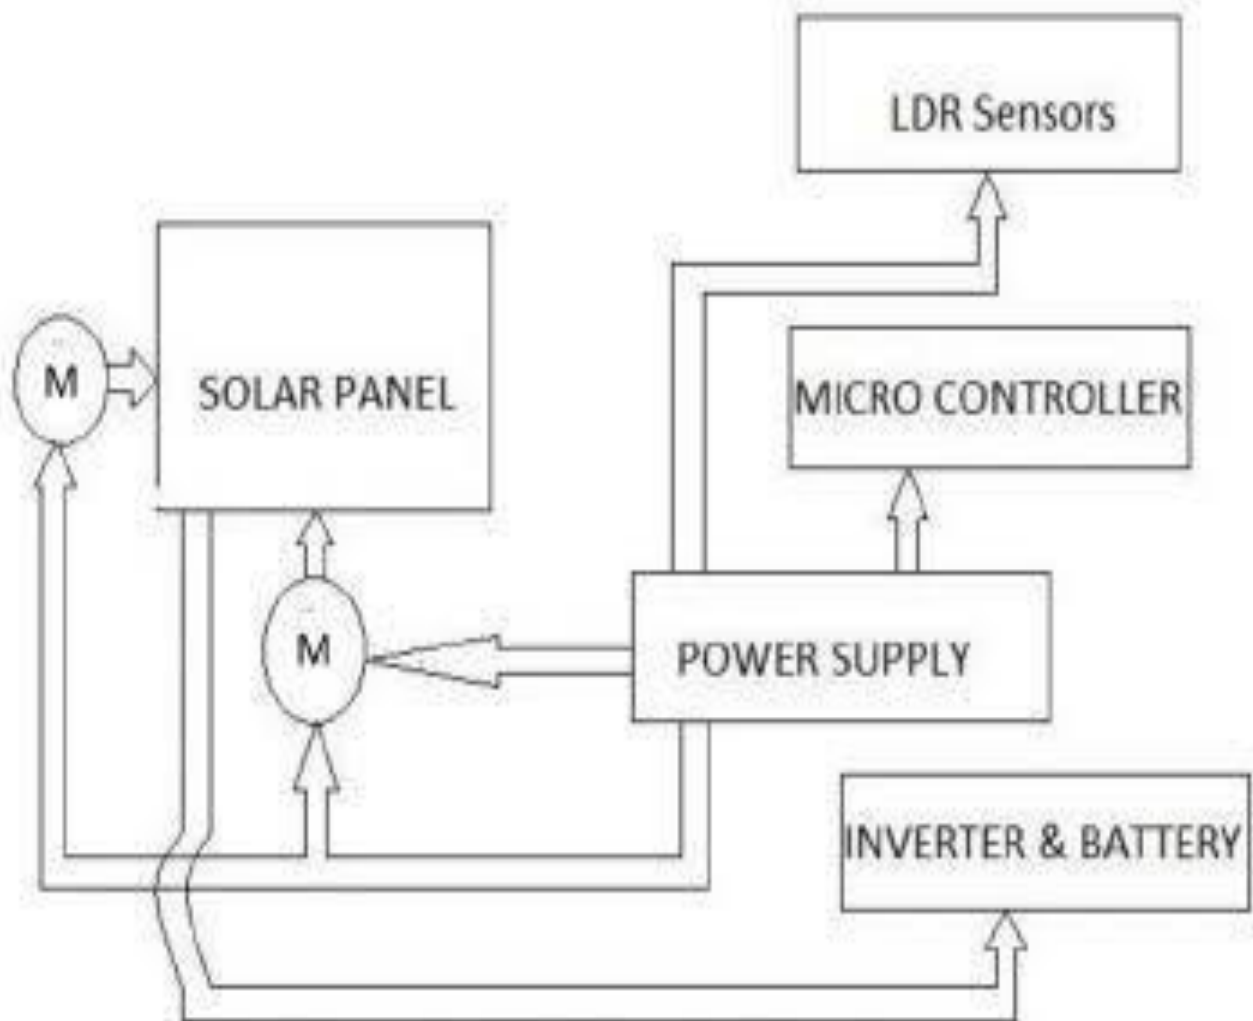 LDR Sensors
SOLAR PANEL
M
MICRO CONTROLLER
M
POWER SUPPLY
INVERTER & BATTERY